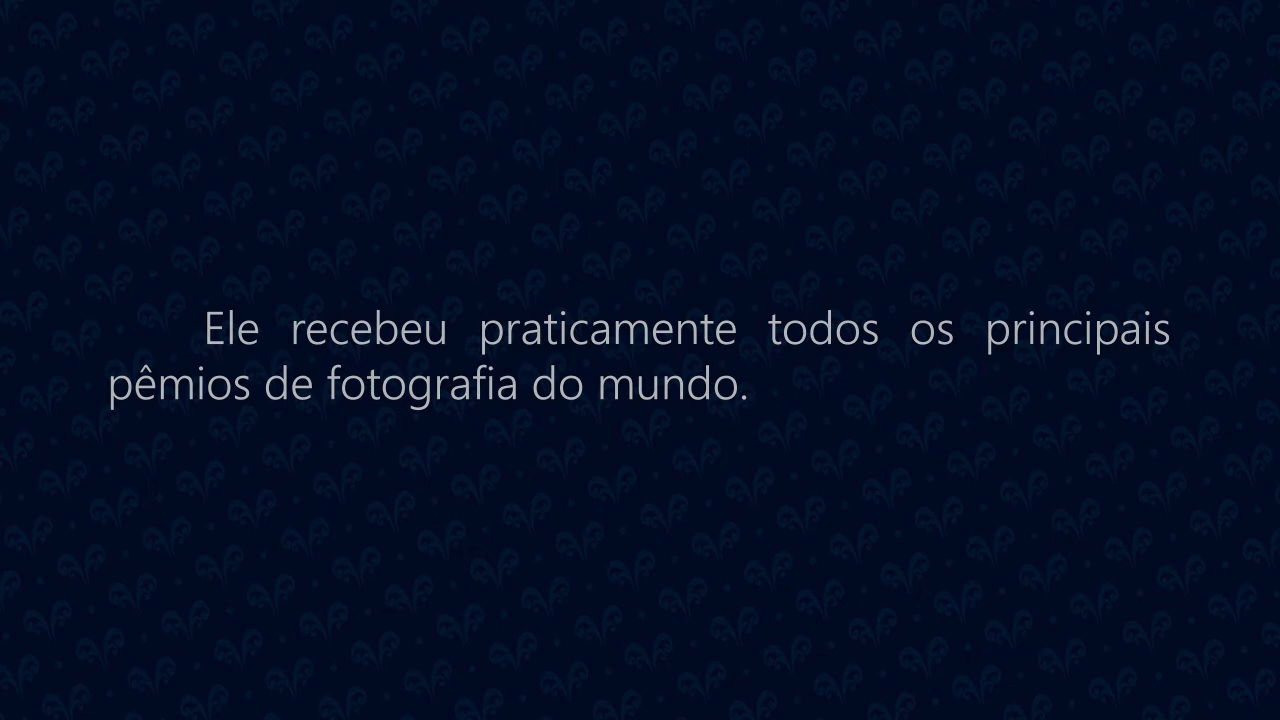 Ele recebeu praticamente todos os principais
pêmios de fotografia do mundo.